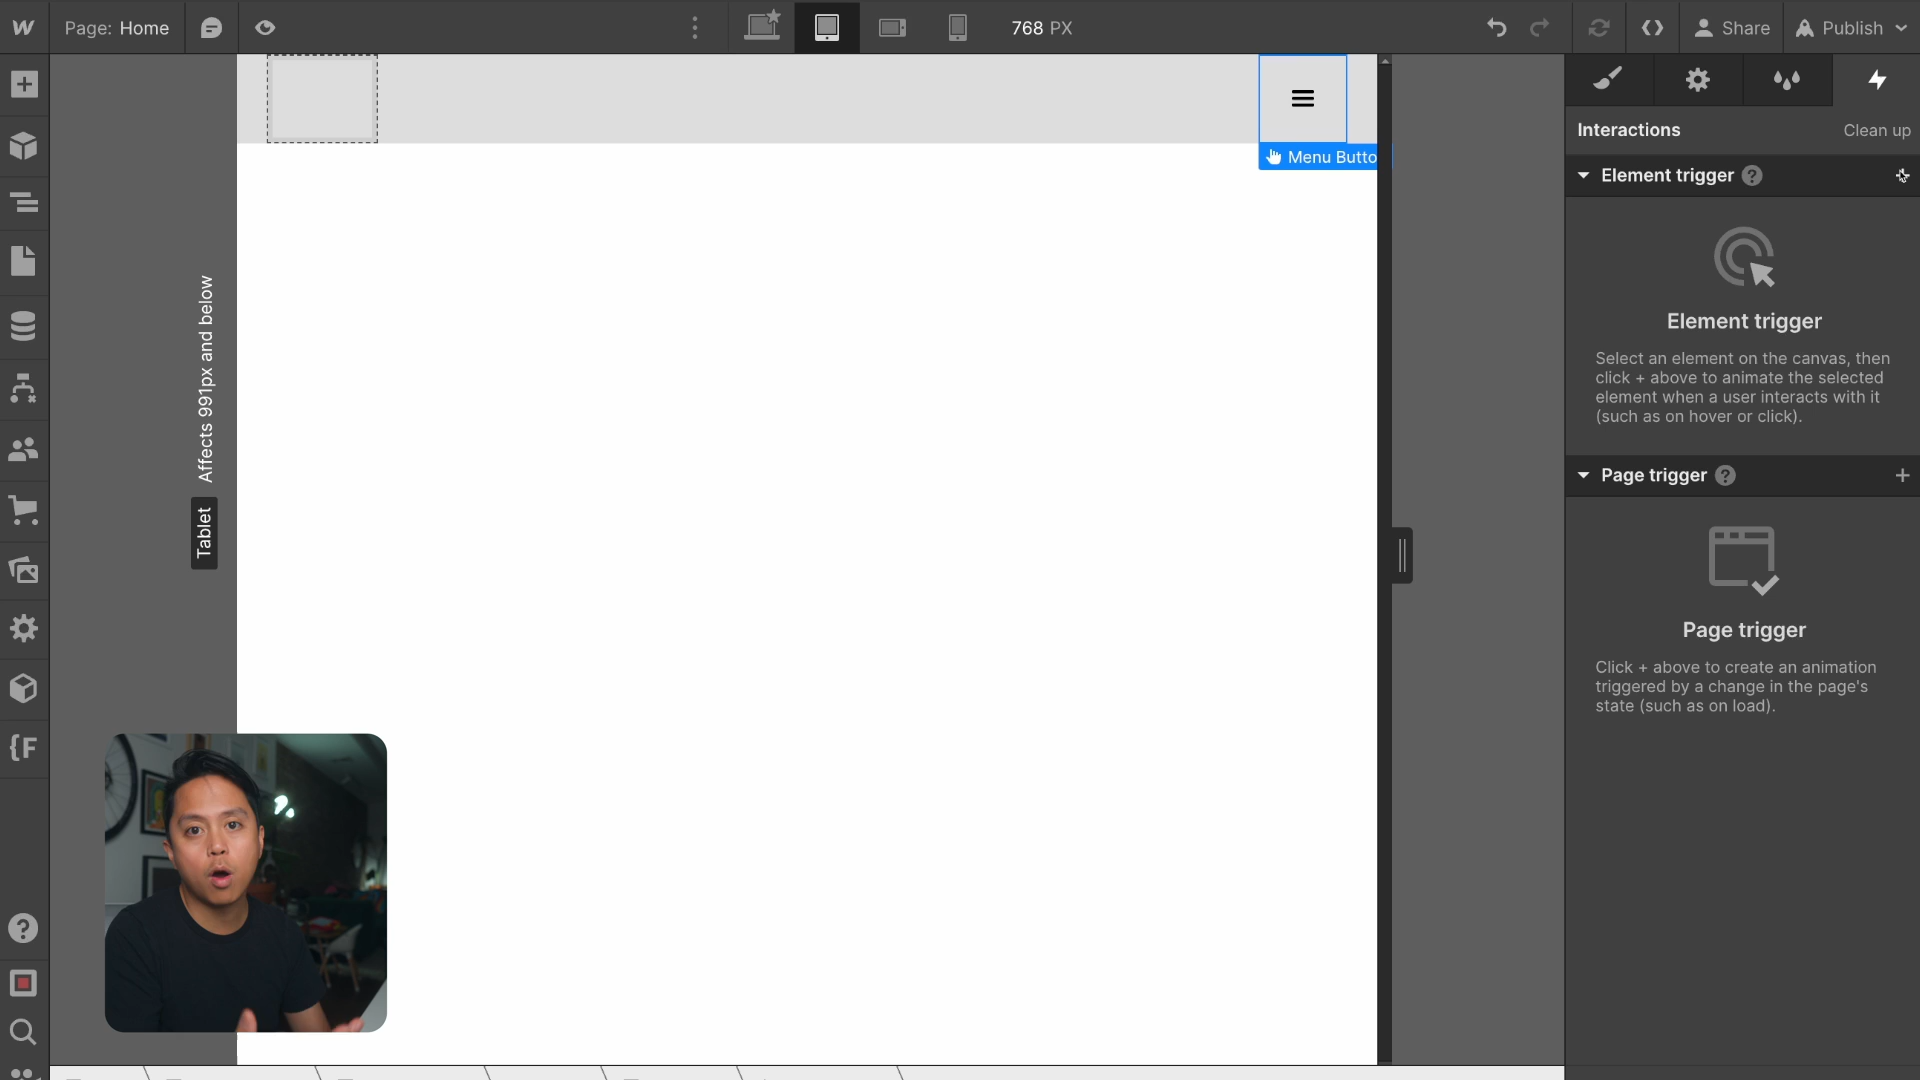 Page: Home
768 PX
Share
Publish
Menu Butto
Affects 991px and below
Tablet
Interactions
Clean up
Element trigger
Element trigger
Select an element on the canvas, then
click + above to animate the selected
element when a user interacts with it
(such as on hover or click).
Page trigger
Page trigger
Click + above to create an animation
triggered by a change in the page's
state (such as on load).